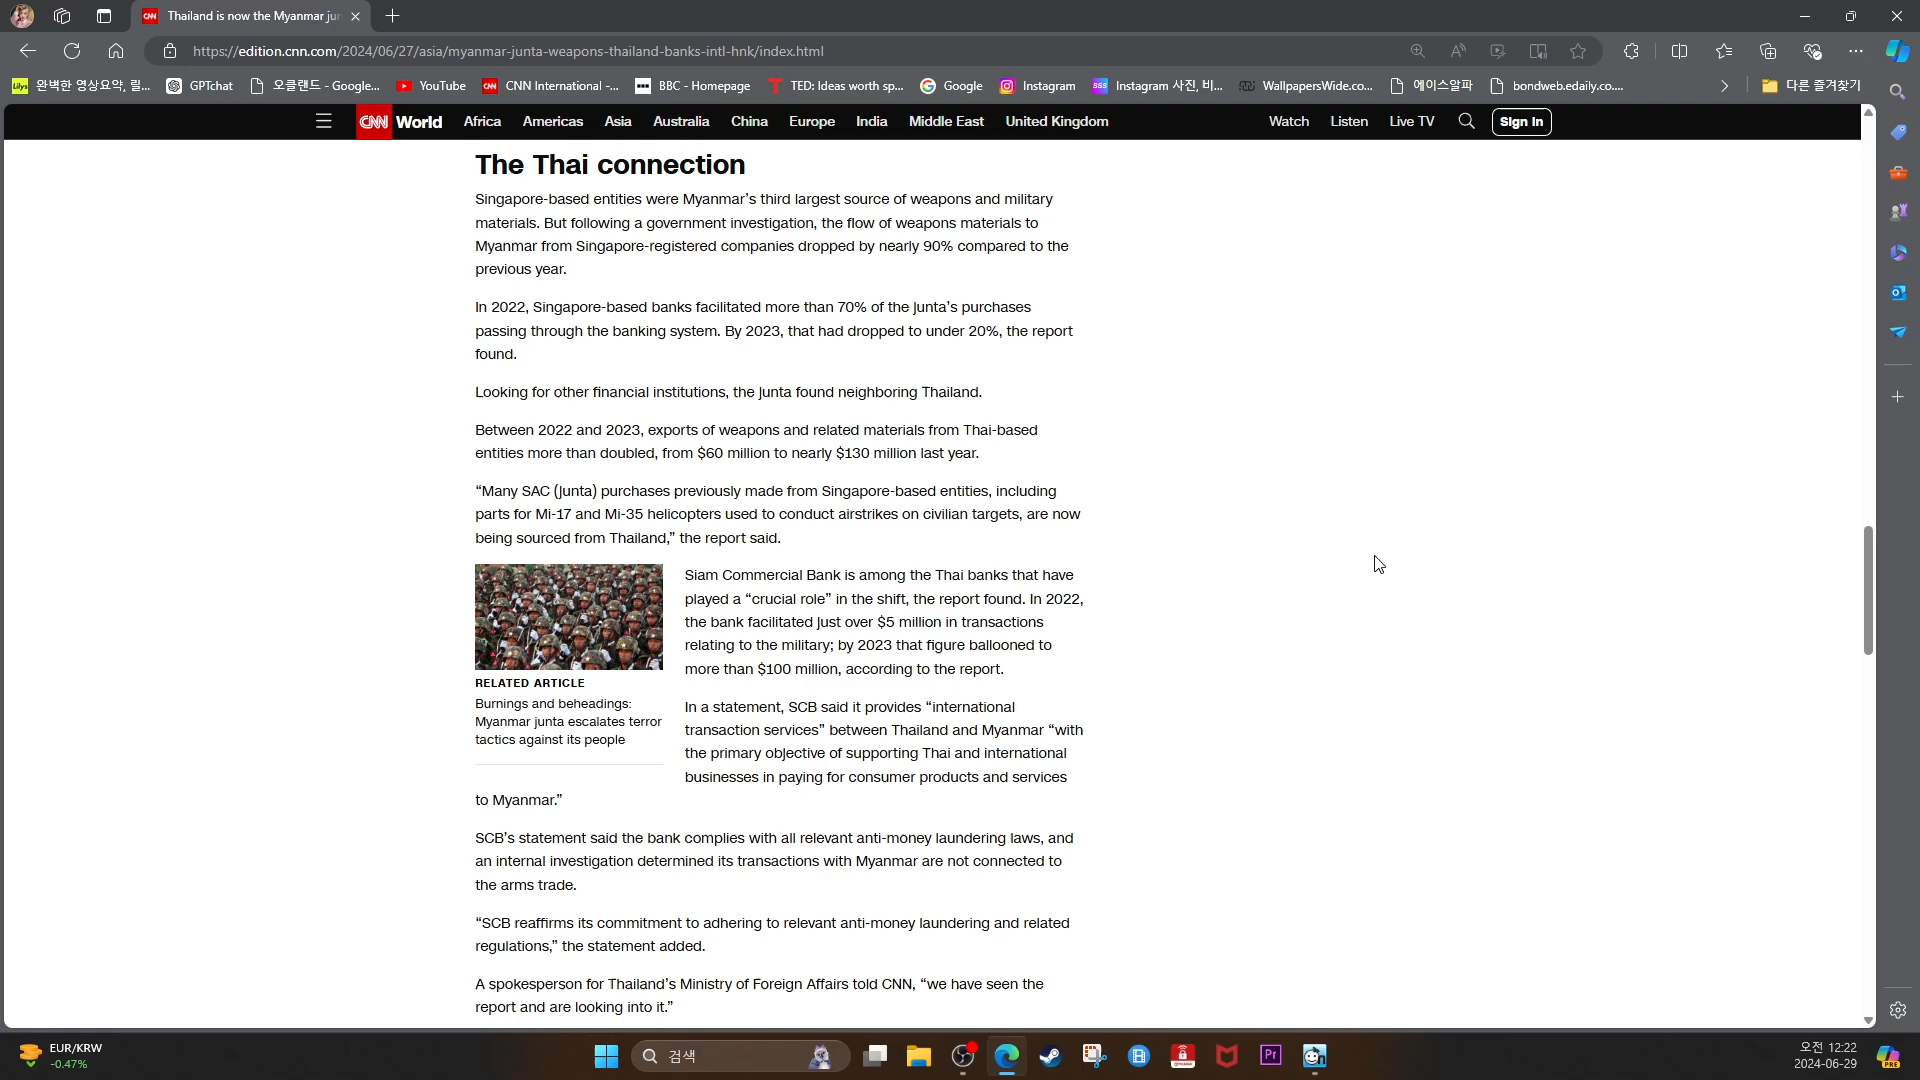 Thailand is now the Myanmar jun
https://edition.cnn.com/2024/06/27/asia/myanmar-junta-weapons-thailand-banks-intl-hnk/index.html
Lilys 완벽한 영상요약, 릴... GPTchat 오클랜드 - Google... YouTube CNN International -... BBC - Homepage TED: Ideas worth sp... Google Instagram SSS Instagram 사진, 비... WallpapersWide.co... 에이스알파 bondweb.edaily.co.... 다른 즐겨찾기
CNN World Africa Americas Asia Australia China Europe India Middle East United Kingdom Watch Listen Live TV Sign in
The Thai connection
Singapore-based entities were Myanmar’s third largest source of weapons and military
materials. But following a government investigation, the flow of weapons materials to
Myanmar from Singapore-registered companies dropped by nearly 90% compared to the
previous year.
In 2022, Singapore-based banks facilitated more than 70% of the junta’s purchases
passing through the banking system. By 2023, that had dropped to under 20%, the report
found.
Looking for other financial institutions, the junta found neighboring Thailand.
Between 2022 and 2023, exports of weapons and related materials from Thai-based
entities more than doubled, from $60 million to nearly $130 million last year.
“Many SAC (junta) purchases previously made from Singapore-based entities, including
parts for Mi-17 and Mi-35 helicopters used to conduct airstrikes on civilian targets, are now
being sourced from Thailand,” the report said.
RELATED ARTICLE
Burnings and beheadings:
Myanmar junta escalates terror
tactics against its people
Siam Commercial Bank is among the Thai banks that have
played a “crucial role” in the shift, the report found. In 2022,
the bank facilitated just over $5 million in transactions
relating to the military; by 2023 that figure ballooned to
more than $100 million, according to the report.
In a statement, SCB said it provides “international
transaction services” between Thailand and Myanmar “with
the primary objective of supporting Thai and international
businesses in paying for consumer products and services
to Myanmar.”
SCB’s statement said the bank complies with all relevant anti-money laundering laws, and
an internal investigation determined its transactions with Myanmar are not connected to
the arms trade.
“SCB reaffirms its commitment to adhering to relevant anti-money laundering and related
regulations,” the statement added.
A spokesperson for Thailand’s Ministry of Foreign Affairs told CNN, “we have seen the
report and are looking into it.”
EUR/KRW
-0.47%
검색
Pr
오전 12:22
2024-06-29
PRE